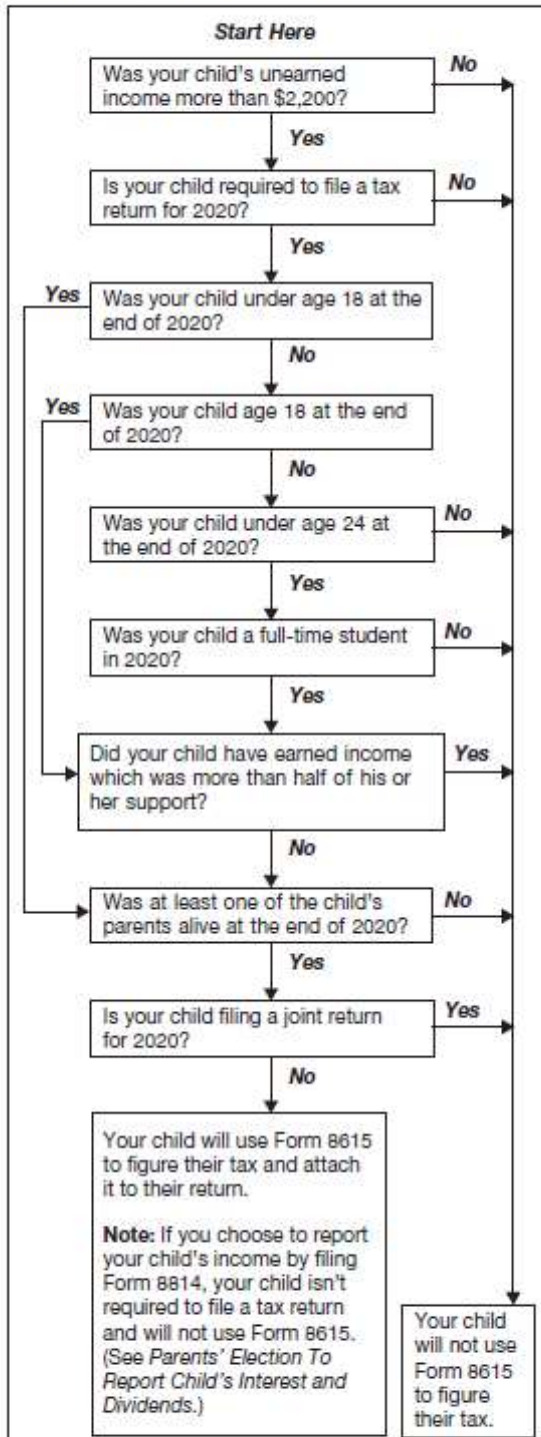 Start Here
Was your child's unearned
income more than $2,200?
No
Yes
Is your child required to file a tax
return for 2020?
No
Yes
Yes
Was your child under age 18 at the
end of 2020?
No
Yes
Was your child age 18 at the end
of 2020?
No
Was your child under age 24 at
the end of 2020?
No
Yes
Was your child a full-time student
in 2020?
No
Yes
Did your child have earned income
which was more than half of his or
her support?
Yes
No
Was at least one of the child's
parents alive at the end of 2020?
No
Yes
Is your child filing a joint return
for 2020?
Yes
No
Your child will use Form 8615
to figure their tax and attach
it to their return.
Note: If you choose to report
your child's income by filing
Form 8814, your child isn't
required to file a tax return
and will not use Form 8615.
(See Parents' Election To
Report Child's Interest and
Dividends.)
Your child
will not use
Form 8615
to figure
their tax.